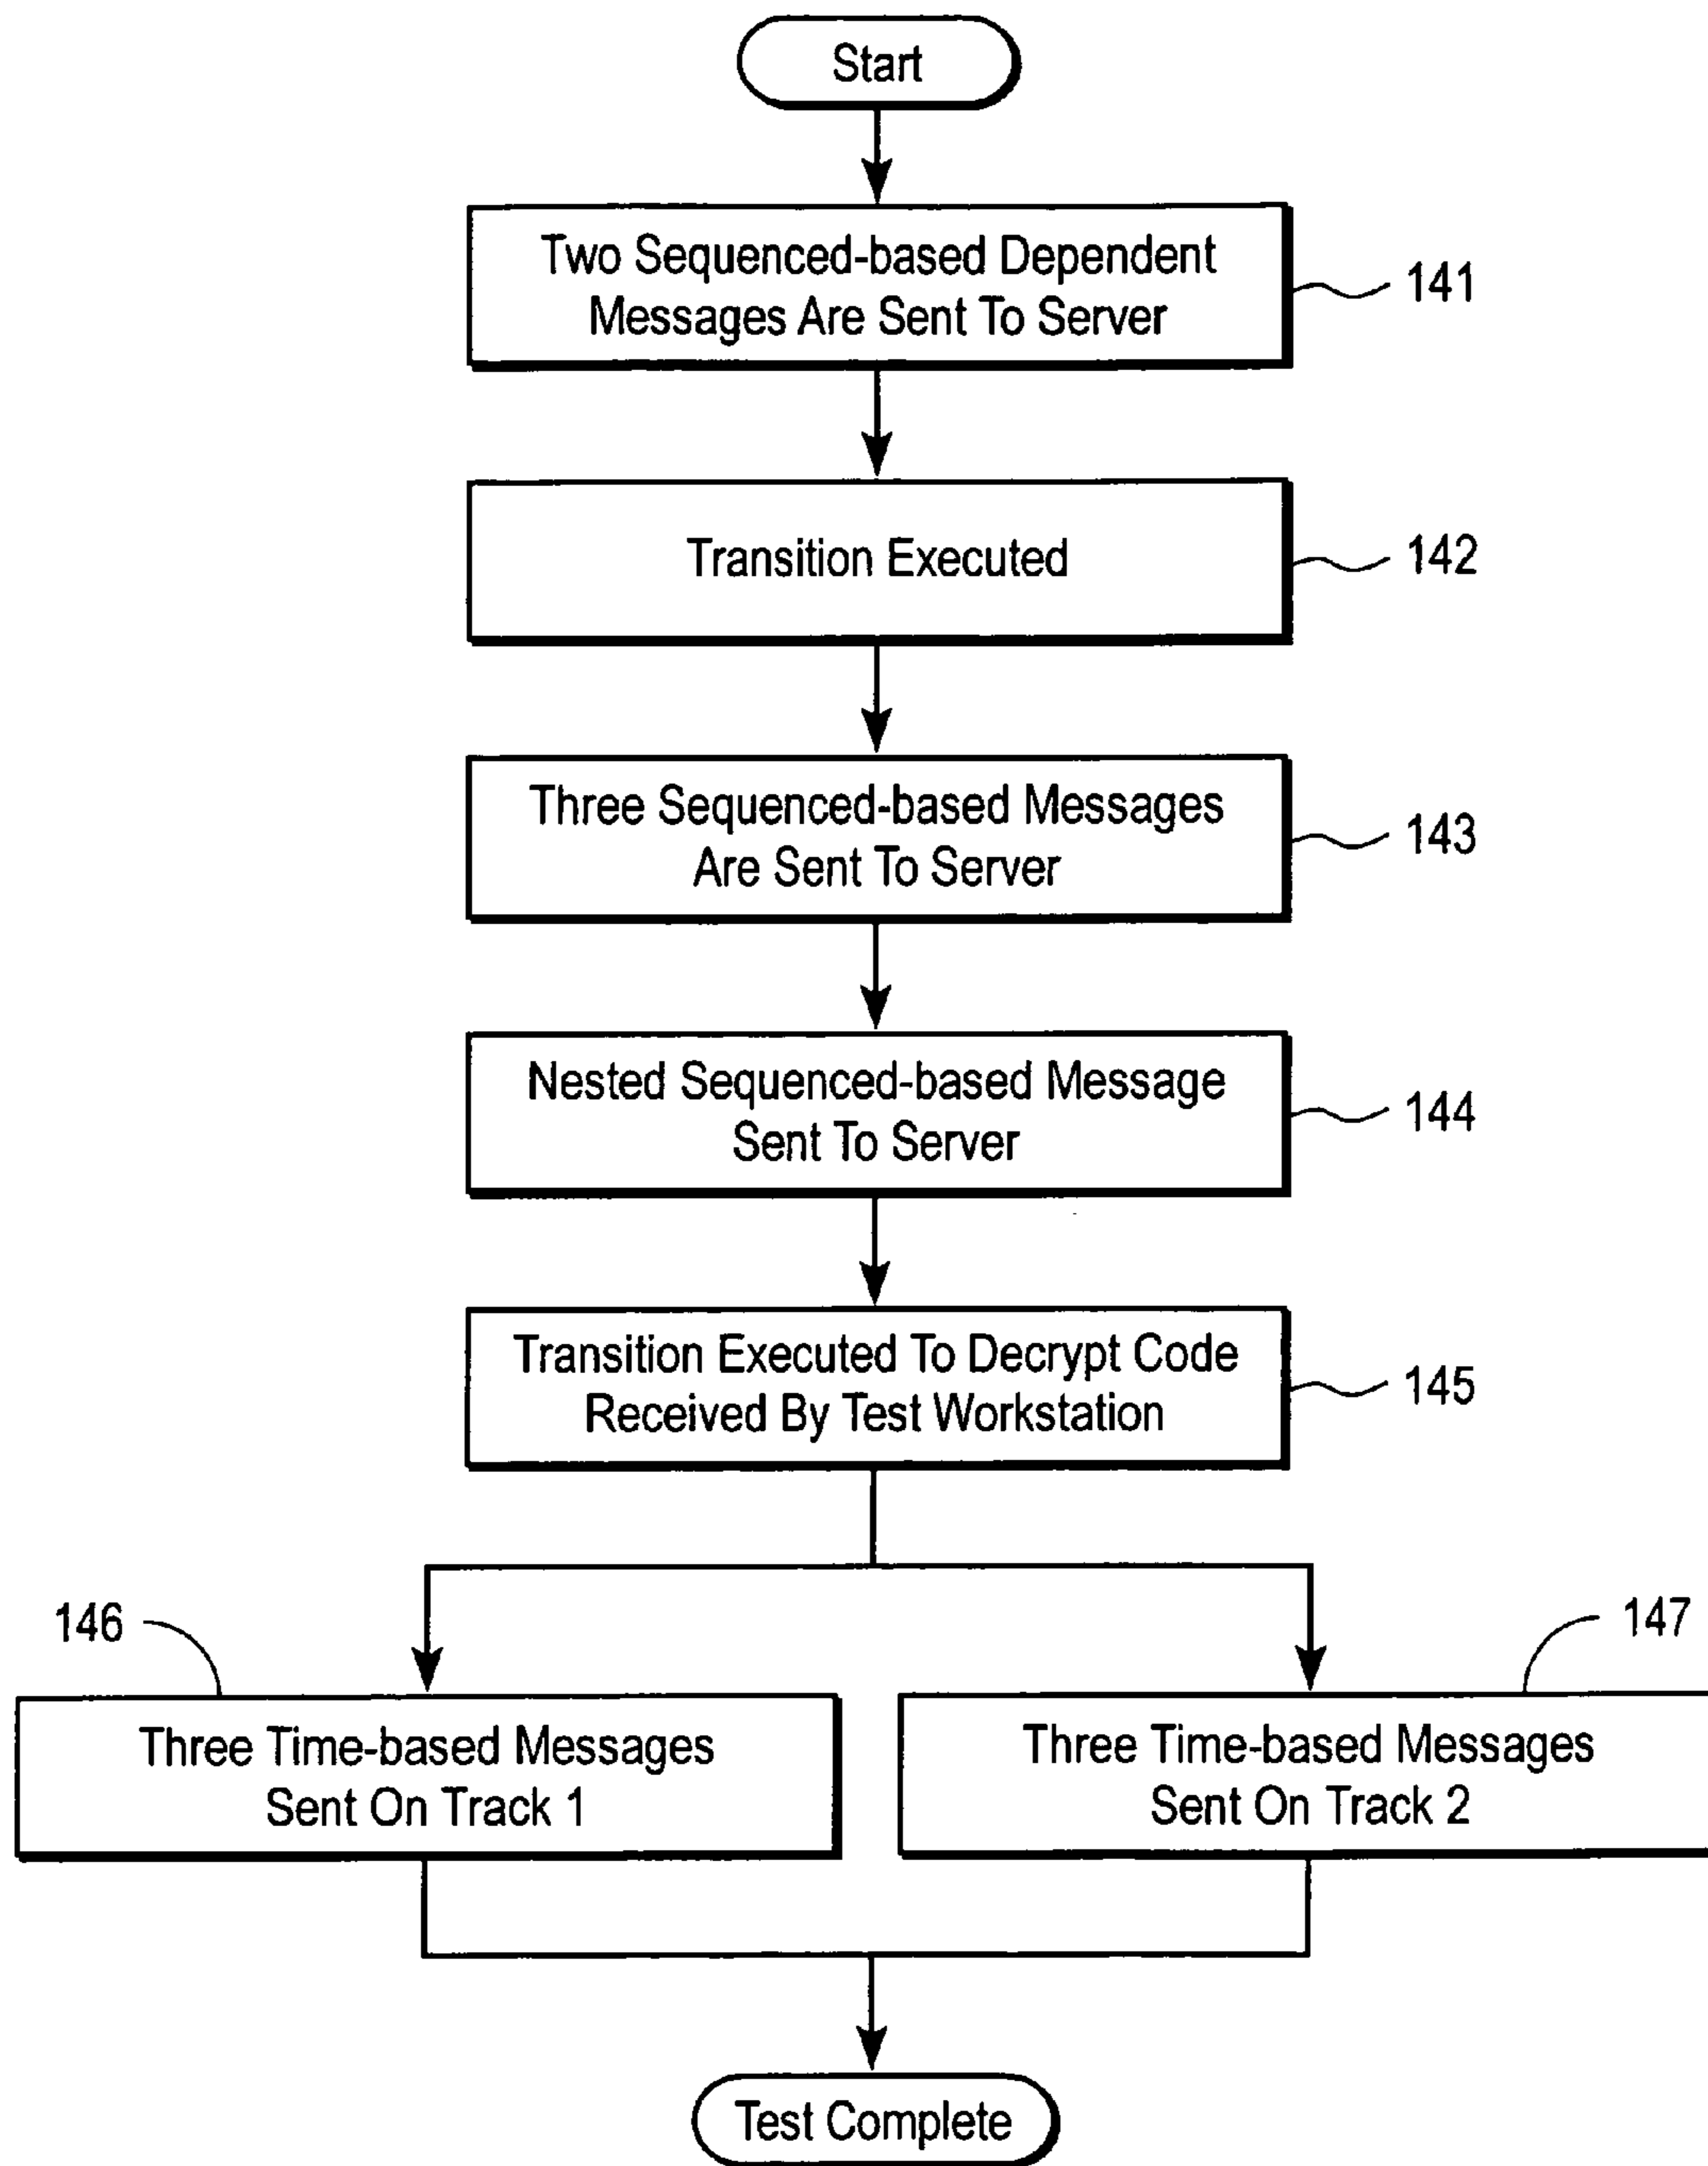 Start
Two Sequenced-based Dependent
Messages Are Sent To Server
141
Transition Executed
142
Three Sequenced-based Messages
Are Sent To Server
143
Nested Sequenced-based Message
Sent To Server
144
Transition Executed To Decrypt Code
Received By Test Workstation
145
146
147
Three Time-based Messages
Sent On Track 1
Three Time-based Messages
Sent On Track 2
Test Complete